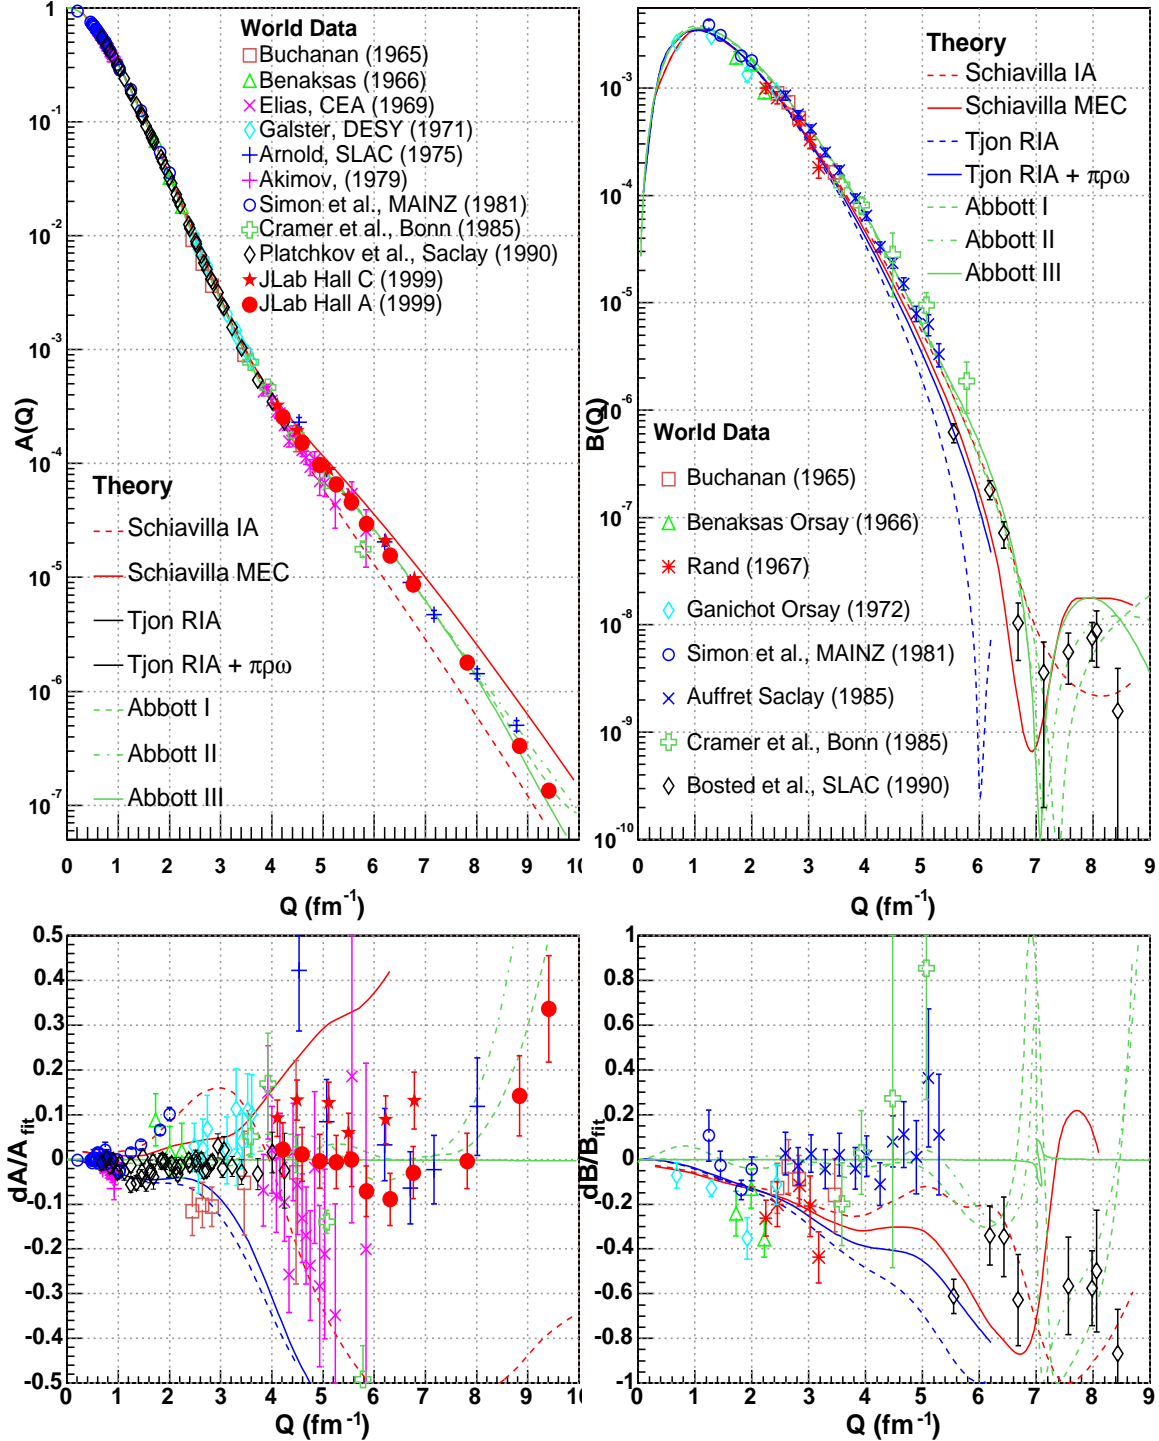 1
10-1
10-2
10-3
10-4
10-5
10-6
10-7
A(Q)
World Data
Buchanan (1965)
Benaksas (1966)
Elias, CEA (1969)
Galster, DESY (1971)
Arnold, SLAC (1975)
Akimov, (1979)
Simon et al., MAINZ (1981)
Cramer et al., Bonn (1985)
Platchkov et al., Saclay (1990)
JLab Hall C (1999)
JLab Hall A (1999)
Theory
Schiavilla IA
Schiavilla MEC
Tjon RIA
Tjon RIA + πρω
Abbott I
Abbott II
Abbott III
0 1 2 3 4 5 6 7 8 9 10
Q (fm-1)
10-3
10-4
10-5
10-6
10-7
10-8
10-9
10-10
B(Q)
Theory
Schiavilla IA
Schiavilla MEC
Tjon RIA
Tjon RIA + πρω
Abbott I
Abbott II
Abbott III
World Data
Buchanan (1965)
Benaksas Orsay (1966)
Rand (1967)
Ganichot Orsay (1972)
Simon et al., MAINZ (1981)
Auffret Saclay (1985)
Cramer et al., Bonn (1985)
Bosted et al., SLAC (1990)
0 1 2 3 4 5 6 7 8 9
Q (fm-1)
0.5
0.4
0.3
0.2
0.1
0
-0.1
-0.2
-0.3
-0.4
-0.5
dA/Afit
0 1 2 3 4 5 6 7 8 9 10
Q (fm-1)
1
0.8
0.6
0.4
0.2
0
-0.2
-0.4
-0.6
-0.8
-1
dB/Bfit
0 1 2 3 4 5 6 7 8 9
Q (fm-1)